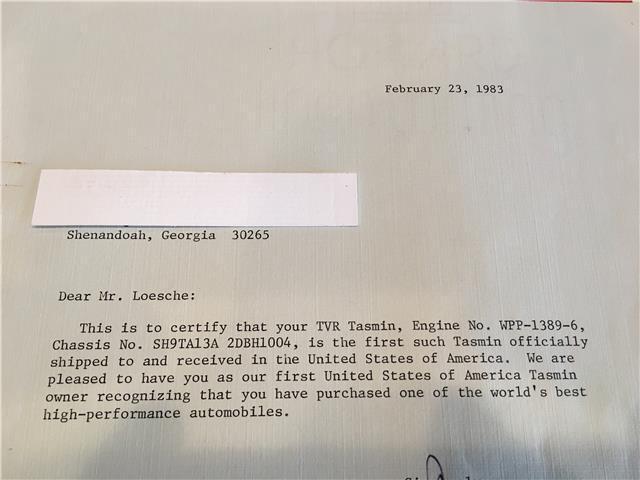 February 23, 1983
Shenandoah, Georgia 30265
Dear Mr. Loesche:
This is to certify that your TVR Tasmin, Engine No. WPP-1389-6,
Chassis No. SH9TA13A 2DBH1004, is the first such Tasmin officially
shipped to and received in the United States of America. We are
pleased to have you as our first United States of America Tasmin
owner recognizing that you have purchased one of the world's best
high-performance automobiles.